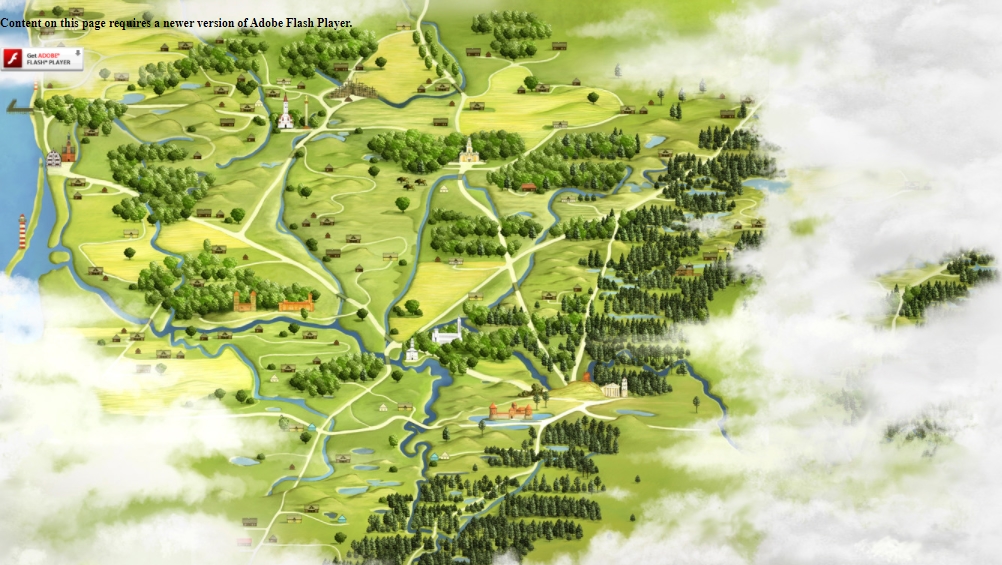 Content on this page requires a newer version of Adobe Flash Player.
Get ADOBE®
FLASH® PLAYER